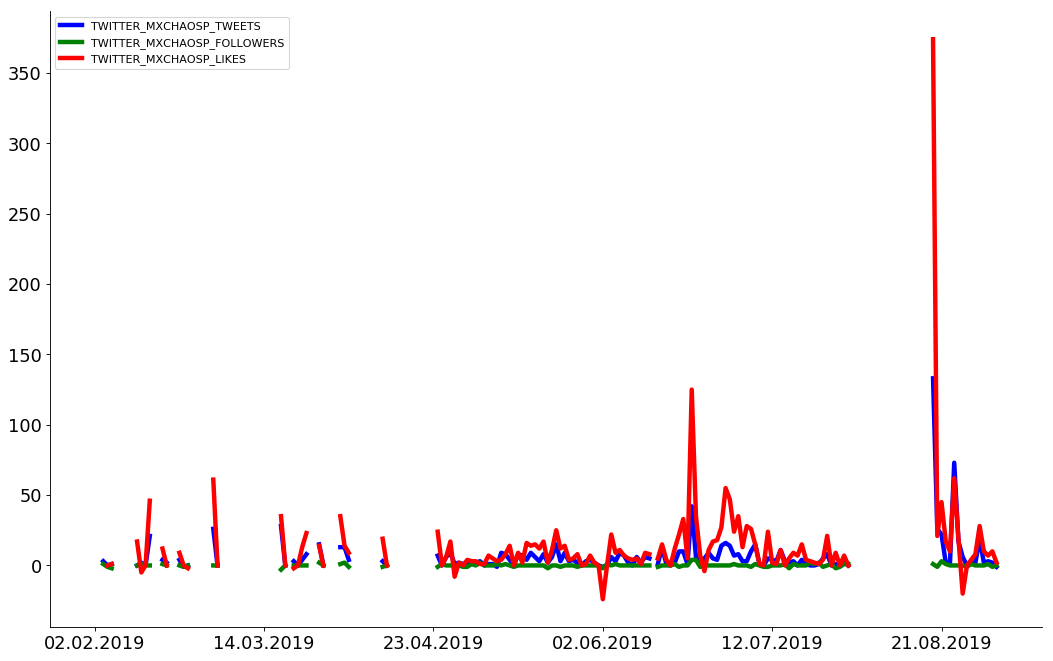 TWITTER_MXCHAOSP_TWEETS
TWITTER_MXCHAOSP_FOLLOWERS
TWITTER_MXCHAOSP_LIKES
350
300
250
200
150
100
50
0
02.02.2019 14.03.2019 23.04.2019 02.06.2019 12.07.2019 21.08.2019